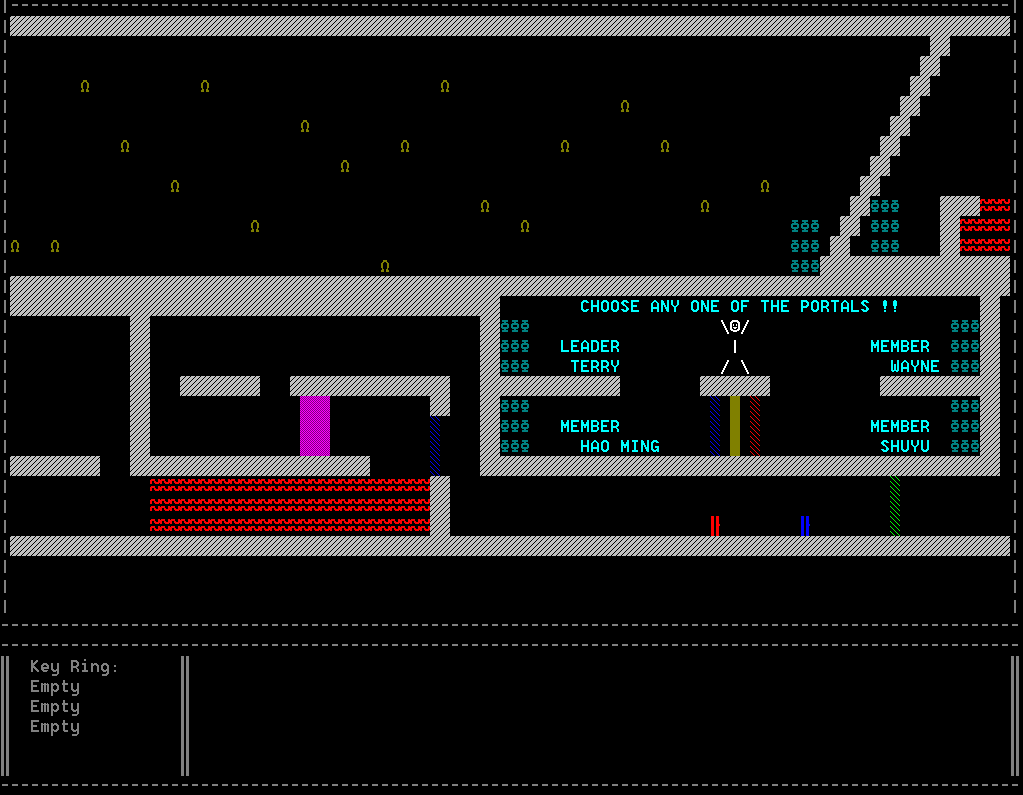 CHOOSE ANY ONE OF THE PORTALS !!
LEADER
TERRY
MEMBER
WAYNE
MEMBER
HAO MING
MEMBER
SHUYU
Key Ring:
Empty
Empty
Empty